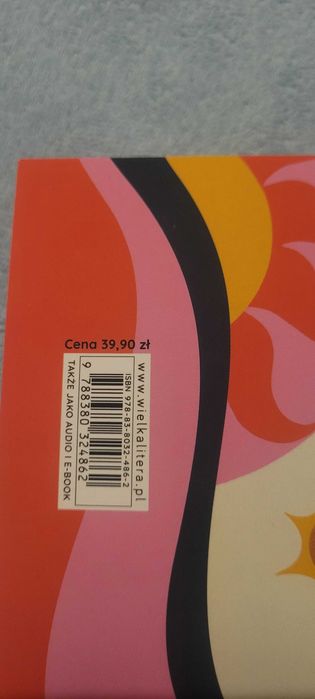 Cena 39,90 zł
www.wielkalitera.pl
ISBN 978-83-8032-486-2
9 788380 324862
TAKŻE JAKO AUDIO I E-BOOK